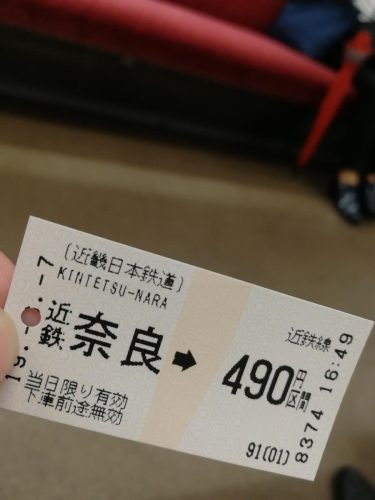 (近畿日本鉄道)
KINTETSU-NARA
近鉄奈良➡ 近鉄線 490円区間
当日限り有効
下車前途無効
91(01)
8374 16:49